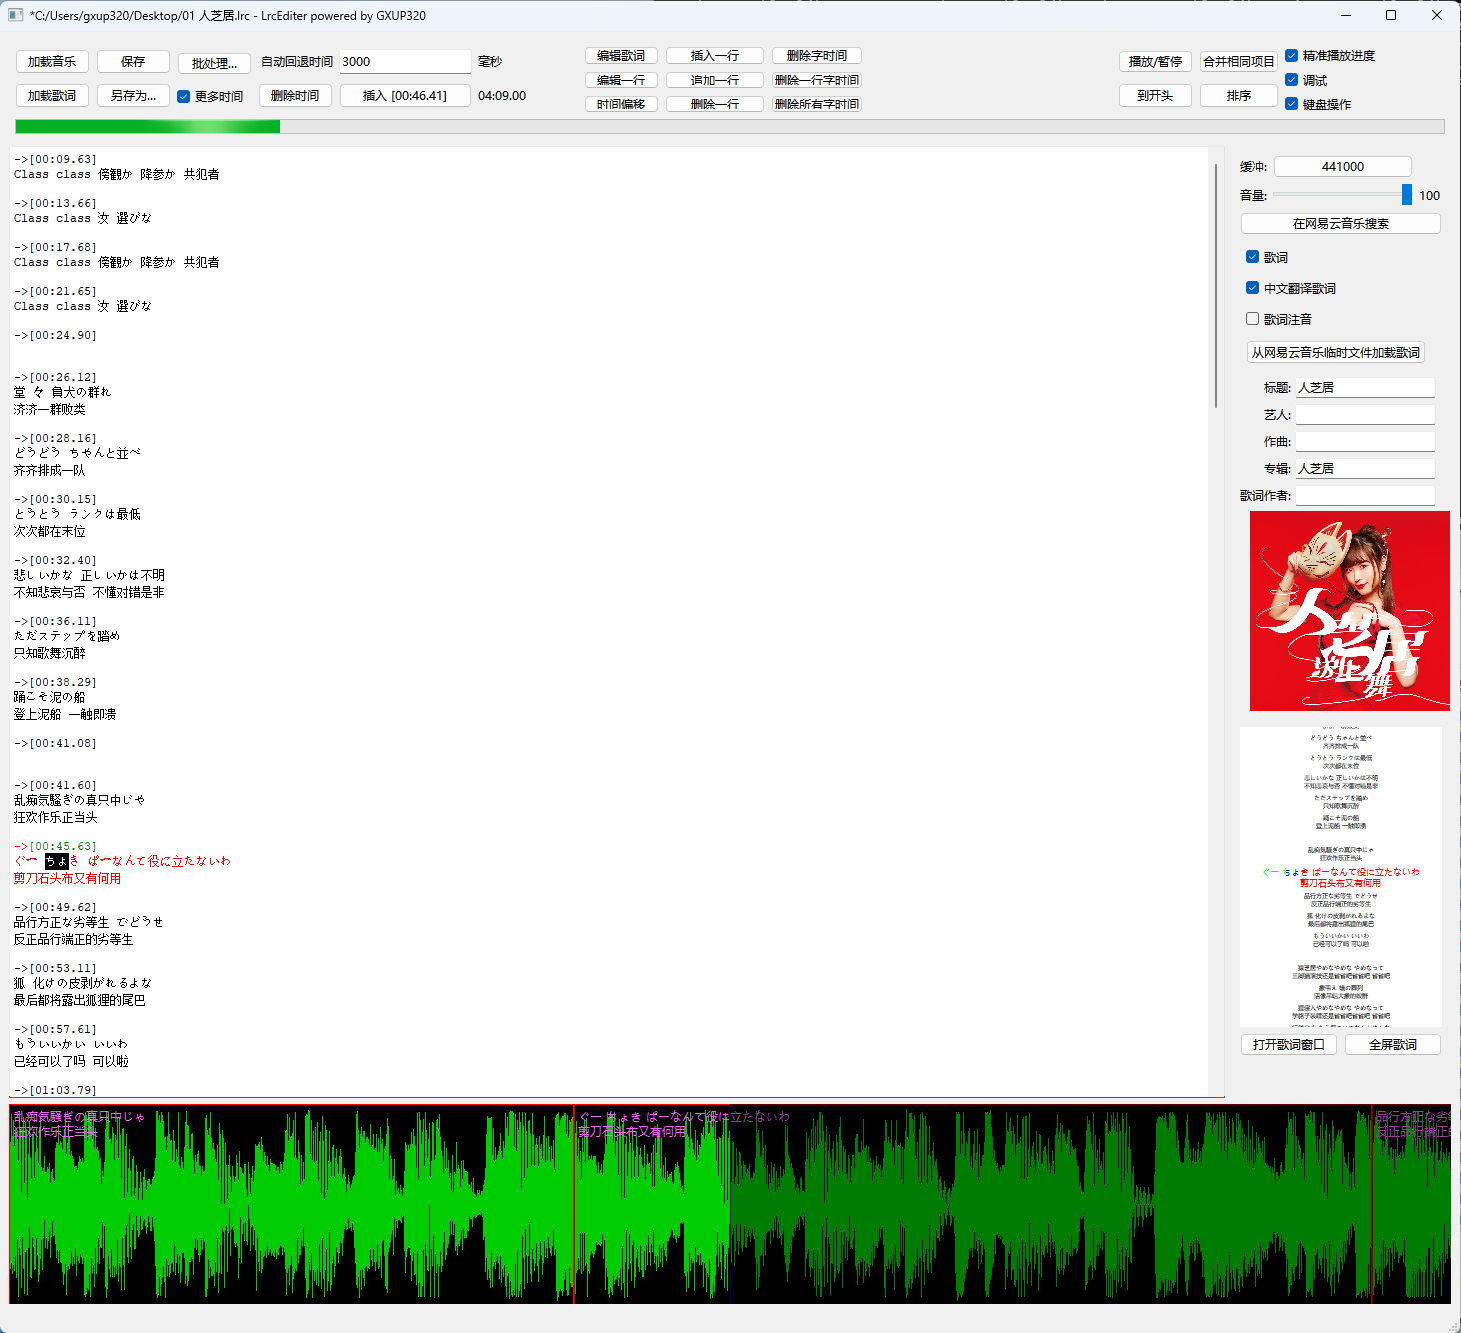 *C:/Users/gxup320/Desktop/01 人芝居.lrc - LrcEditer powered by GXUP320
加载音乐 保存 批处理... 自动回退时间 3000 毫秒
加载歌词 另存为... 更多时间 删除时间 插入 [00:46.41] 04:09.00
编辑歌词 插入一行 删除字时间
编辑一行 追加一行 删除一行字时间
时间偏移 删除一行 删除所有字时间
播放/暂停 合并相同项目 精准播放进度
调试
到开头 排序 键盘操作
->[00:09.63]
Class class 傍観か 降参か 共犯者
->[00:13.66]
Class class 汝 選びな
->[00:17.68]
Class class 傍観か 降参か 共犯者
->[00:21.65]
Class class 汝 選びな
->[00:24.90]
->[00:26.12]
堂 々 負犬の群れ
济济一群败类
->[00:28.16]
どうどう ちゃんと並べ
齐齐排成一队
->[00:30.15]
とうとう ランクは最低
次次都在末位
->[00:32.40]
悲しいかな 正しいかは不明
不知悲哀与否 不懂对错是非
->[00:36.11]
ただステップを踏め
只知歌舞沉醉
->[00:38.29]
踊こそ泥の船
登上泥船 一触即溃
->[00:41.08]
->[00:41.60]
乱痴気騒ぎの真只中じゃ
狂欢作乐正当头
->[00:45.63]
ぐー ちょき ぱーなんて役に立たないわ
剪刀石头布又有何用
->[00:49.62]
品行方正な劣等生 でどうせ
反正品行端正的劣等生
->[00:53.11]
狐 化けの皮剥がれるよな
最后都将露出狐狸的尾巴
->[00:57.61]
もういいかい いいわ
已经可以了吗 可以啦
->[01:03.79]
缓冲: 441000
音量: 100
在网易云音乐搜索
歌词
中文翻译歌词
歌词注音
从网易云音乐临时文件加载歌词
标题: 人芝居
艺人:
作曲:
专辑: 人芝居
歌词作者:
人芝居
どうどう ちゃんと並べ
齐齐排成一队
とうとう ランクは最低
次次都在末位
悲しいかな 正しいかは不明
不知悲哀与否 不懂对错是非
ただステップを踏め
只知歌舞沉醉
踊こそ泥の船
登上泥船 一触即溃
乱痴気騒ぎの真只中じゃ
狂欢作乐正当头
ぐー ちょき ぱーなんて役に立たないわ
剪刀石头布又有何用
品行方正な劣等生 でどうせ
反正品行端正的劣等生
狐 化けの皮剥がれるよな
最后都将露出狐狸的尾巴
もういいかい いいわ
已经可以了吗 可以啦
猿芝居やめなやめな やめなって
打开歌词窗口 全屏歌词
乱痴気騒ぎの真只中じゃ
狂欢作乐正当头
ぐー ちょき ぱーなんて役に立たないわ
剪刀石头布又有何用
品行方正な劣等
反正品行端正的